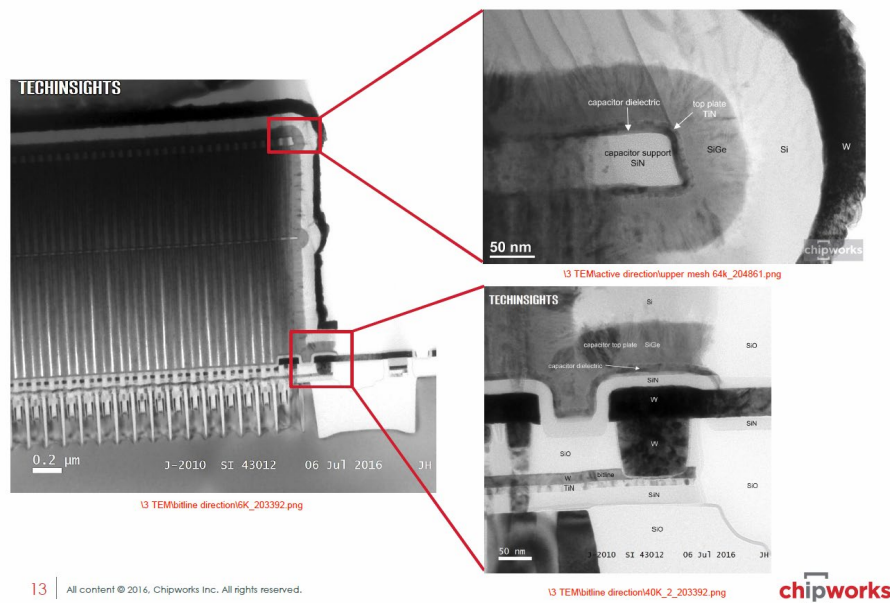 TECHINSIGHTS
0.2 μm
J-2010 SI 43012 06 Jul 2016 JH
\3 TEM\bitline direction\6K_203392.png
capacitor dielectric
top plate
TiN
capacitor support
SiN
SiGe
Si
W
50 nm
chipworks
\3 TEM\active direction\upper mesh 64k_204861.png
TECHINSIGHTS
Si
capacitor top plate
SiGe
SiO
capacitor dielectric
SiN
W
SiN
W
SiO
W
bitline
TiN
SiN
SiO
SiO
50 nm
J-2010 SI 43012 06 Jul 2016 JH
\3 TEM\bitline direction\40K_2_203392.png
13
All content © 2016, Chipworks Inc. All rights reserved.
chipworks